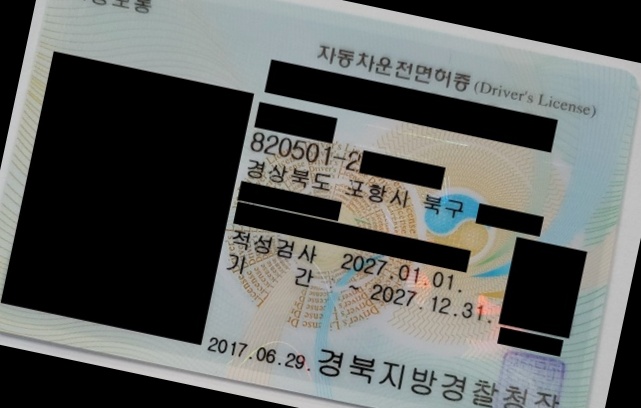 보통
자동차운전면허증 (Driver's License)
820501-2
경상북도 포항시 북구
적성검사 2027.01.01.
기 간 ~ 2027.12.31.
2017.06.29. 경북지방경찰청장